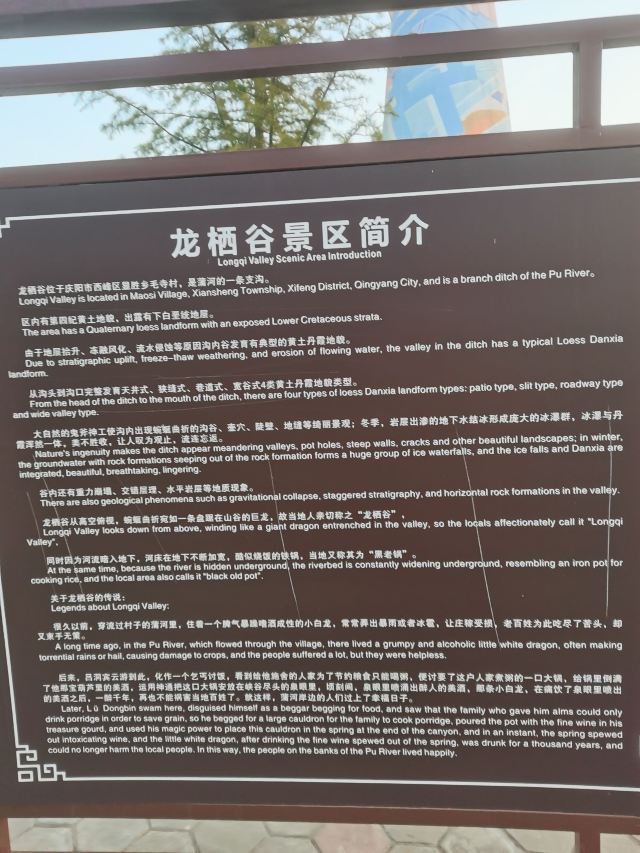 龙栖谷景区简介
Longqi Valley Scenic Area Introduction
龙栖谷位于庆阳市西峰区显胜乡毛寺村，是蒲河的一条支沟。
Longqi Valley is located in Maosi Village, Xiansheng Township, Xifeng District, Qingyang City, and is a branch ditch of the Pu River。
区内有第四纪黄土地貌，出露有下白垩统地层。
The area has a Quaternary loess landform with an exposed Lower Cretaceous strata.
由于地层抬升、冻融风化、流水侵蚀等原因沟内谷发育有典型的黄土丹霞地貌。
Due to stratigraphic uplift, freeze-thaw weathering, and erosion of flowing water, the valley in the ditch has a typical Loess Danxia
landform.
从沟头到沟口完整发育天井式、狭缝式、巷道式、宽谷式4类黄土丹霞地貌类型。
From the head of the ditch to the mouth of the ditch, there are four types of loess Danxia landform types: patio type, slit type, roadway type
and wide valley type.
大自然的鬼斧神工使沟内出现蜿蜒曲折的沟谷、壶穴、陡壁、地缝等绮丽景观；冬季，岩层出渗的地下水结冰形成庞大的冰瀑群，冰瀑与丹
霞浑然一体，美不胜收，让人叹为观止，流连忘返。
Nature's ingenuity makes the ditch appear meandering valleys, pot holes, steep walls, cracks and other beautiful landscapes; in winter,
the groundwater with rock formations seeping out of the rock formation forms a huge group of ice waterfalls, and the ice falls and Danxia are
integrated, beautiful, breathtaking, lingering.
谷内还有重力崩塌、交错层理、水平岩层等地质现象。
There are also geological phenomena such as gravitational collapse, staggered stratigraphy, and horizontal rock formations in the valley.
龙栖谷从高空俯视，蜿蜒曲折宛如一条盘踞在山谷的巨龙，故当地人亲切称之“龙栖谷”，
Longqi Valley looks down from above, winding like a giant dragon entrenched in the valley, so the locals affectionately call it "Longqi
Valley",
同时因为河流暗入地下，河床在地下不断加宽，酷似烧饭的铁锅，当地又称其为“黑老锅”。
At the same time, because the river is hidden underground, the riverbed is constantly widening underground, resembling an iron pot for
cooking rice, and the local area also calls it "black old pot".
关于龙栖谷的传说：
Legends about Longqi Valley:
很久以前，穿流过村子的蒲河里，住着一个脾气暴躁嗜酒成性的小白龙，常常弄出暴雨或者冰雹，让庄稼受损，老百姓为此吃尽了苦头，却
又束手无策。
A long time ago, in the Pu River, which flowed through the village, there lived a grumpy and alcoholic little white dragon, often making
torrential rains or hail, causing damage to crops, and the people suffered a lot, but they were helpless.
后来，吕洞宾云游到此，化作一个乞丐讨饭，看到给他施舍的人家为了节约粮食只能喝粥，便讨要了这户人家煮粥的一口大锅，给锅里倒满
了他那宝葫芦里的美酒，运用神通把这口大锅安放在峡谷尽头的泉眼里，顷刻间，泉眼里喷涌出醉人的美酒，那条小白龙，在痛饮了泉眼里喷出
的美酒之后，一醉千年，再也不能祸害当地百姓了。就这样，蒲河岸边的人们过上了幸福日子。
Later, Lǚ Dongbin swam here, disguised himself as a beggar begging for food, and saw that the family who gave him alms could only
drink porridge in order to save grain, so he begged for a large cauldron for the family to cook porridge, poured the pot with the fine wine in his
treasure gourd, and used his magic power to place this cauldron in the spring at the end of the canyon, and in an instant, the spring spewed
out intoxicating wine, and the little white dragon, after drinking the fine wine spewed out of the spring, was drunk for a thousand years, and
could no longer harm the local people. In this way, the people on the banks of the Pu River lived happily.